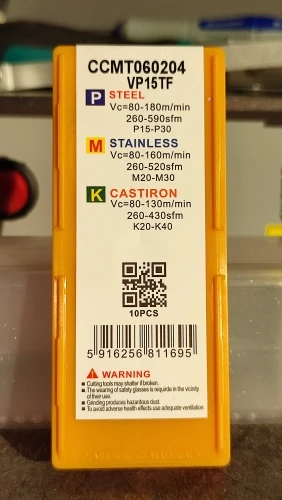 CCMT060204
VP15TF
P STEEL
Vc=80-180m/min
260-590sfm
P15-P30
M STAINLESS
Vc=80-160m/min
260-520sfm
M20-M30
K CASTIRON
Vc=80-130m/min
260-430sfm
K20-K40
10PCS
5 916256 811695
WARNING
■ Cutting tools may shatter if broken.
■ The wearing of safety glasses is requirde in the vicinity
of their use.
■ Grinding produces hazardous dust.
■ To avoid adverse health effects use adequate ventilation